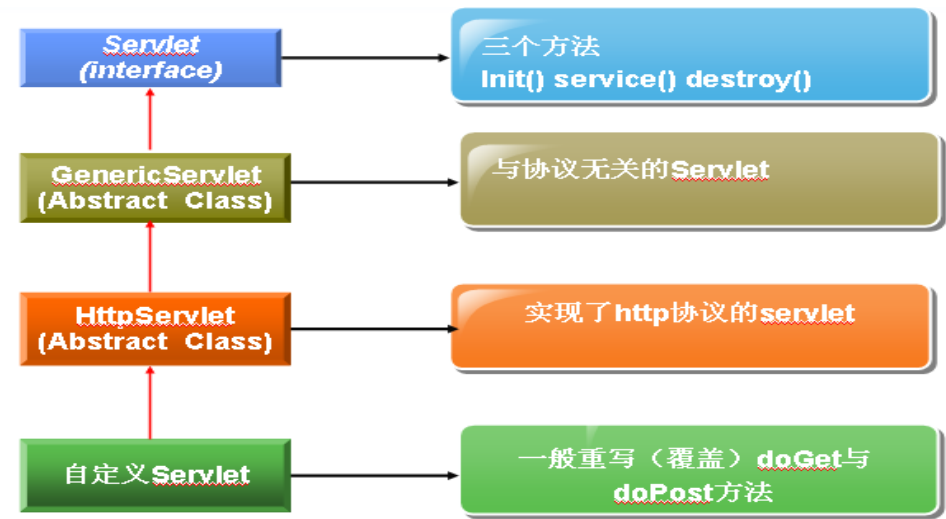 Servlet
(interface)
三个方法
Init() service() destroy()
GenericServlet
(Abstract Class)
与协议无关的Servlet
HttpServlet
(Abstract Class)
实现了http协议的servlet
自定义Servlet
一般重写（覆盖）doGet与
doPost方法